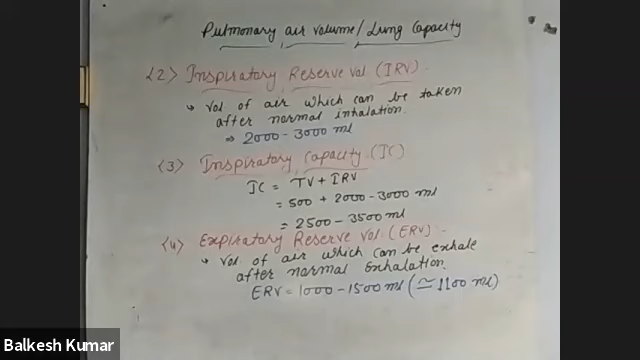 Pulmonary air volume/Lung Capacity
(2) Inspiratory Reserve Vol (IRV)
↳ Vol of air which can be taken
after normal inhalation.
⇒ 2000-3000 ml
(3) Inspiratory Capacity (IC)
IC = TV + IRV
= 500 + 2000-3000 ml
= 2500-3500 ml
(4) Expiratory Reserve Vol. (ERV) -
↳ Vol. of air which can be exhale
after normal exhalation.
ERV = 1000-1500 ml (≃ 1100 ml)
Balkesh Kumar